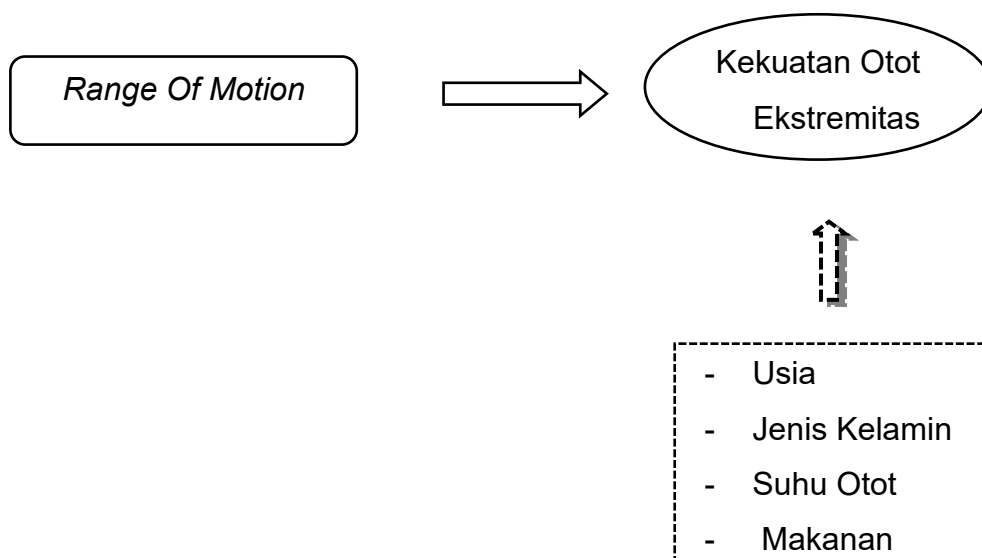 Range Of Motion
Kekuatan Otot
Ekstremitas
- Usia
- Jenis Kelamin
- Suhu Otot
- Makanan